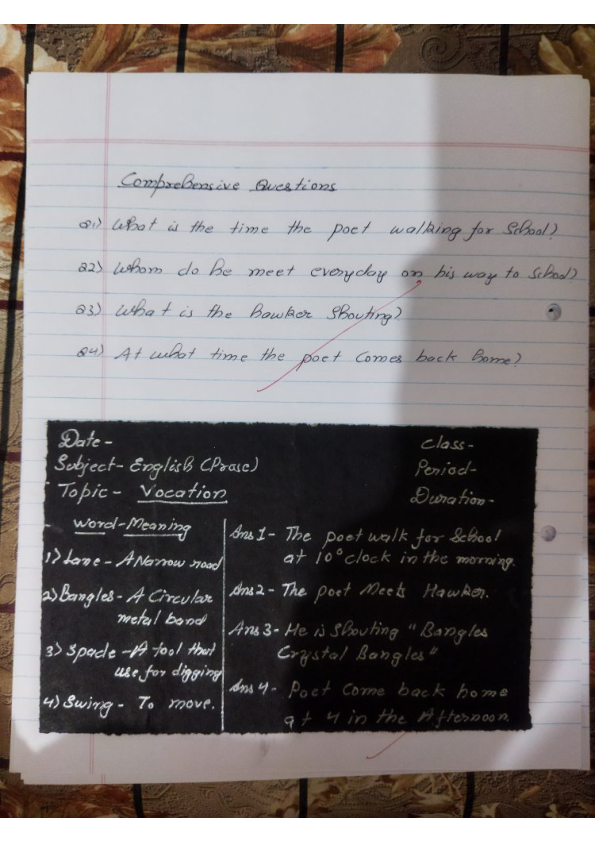 Comprehensive Questions
Q1) What is the time the poet walking for School?
Q2) Whom do he meet everyday on his way to School?
Q3) What is the hawker Shouting?
Q4) At what time the poet comes back home?
Date-
Subject- English (Prose)
Topic- Vocation
Class-
Period-
Duration-
Word-Meaning
1) Lane - A Narrow road
2) Bangles - A Circular
metal band
3) Spade - A tool that
use for digging
4) Swing - To move.
Ans 1 - The poet walk for School
at 10°clock in the morning.
Ans 2 - The poet Meets Hawker.
Ans 3 - He is Shouting "Bangles
Crystal Bangles"
Ans 4 - Poet Come back home
at 4 in the Afternoon